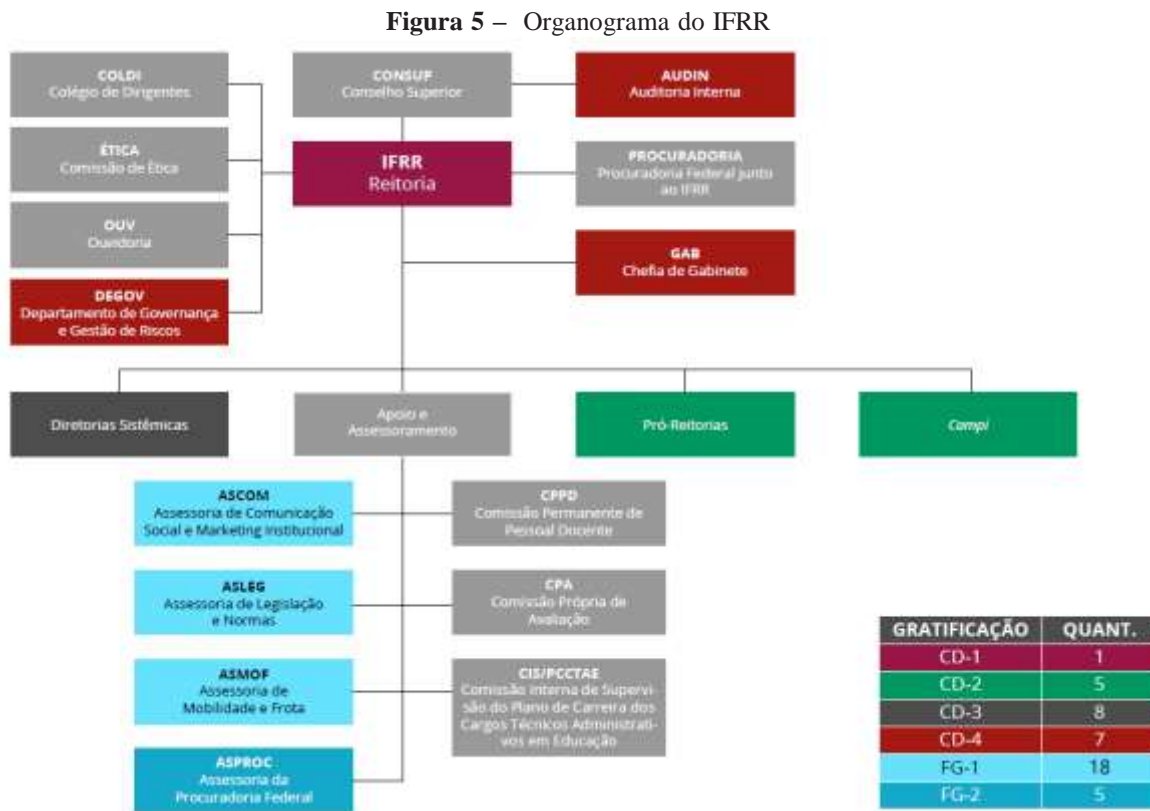 Figura 5 – Organograma do IFRR
COLDI
Colégio de Dirigentes
CONSUP
Conselho Superior
AUDIN
Auditoria Interna
ÉTICA
Comissão de Ética
IFRR
Reitoria
PROCURADORIA
Procuradoria Federal junto
ao IFRR
OUV
Ouvidoria
GAB
Chefia de Gabinete
DEGOV
Departamento de Governança
e Gestão de Riscos
Diretorias Sistêmicas
Apoio e
Assessoramento
Pró-Reitorias
Campi
ASCOM
Assessoria de Comunicação
Social e Marketing Institucional
CPPD
Comissão Permanente de
Pessoal Docente
ASLEG
Assessoria de Legislação
e Normas
CPA
Comissão Própria de
Avaliação
ASMOF
Assessoria de
Mobilidade e Frota
CIS/PCCTAE
Comissão Interna de Supervi-
são do Plano de Carreira dos
Cargos Técnicos Administrati-
vos em Educação
ASPROC
Assessoria da
Procuradoria Federal
GRATIFICAÇÃO QUANT.
CD-1 1
CD-2 5
CD-3 8
CD-4 7
FG-1 18
FG-2 5